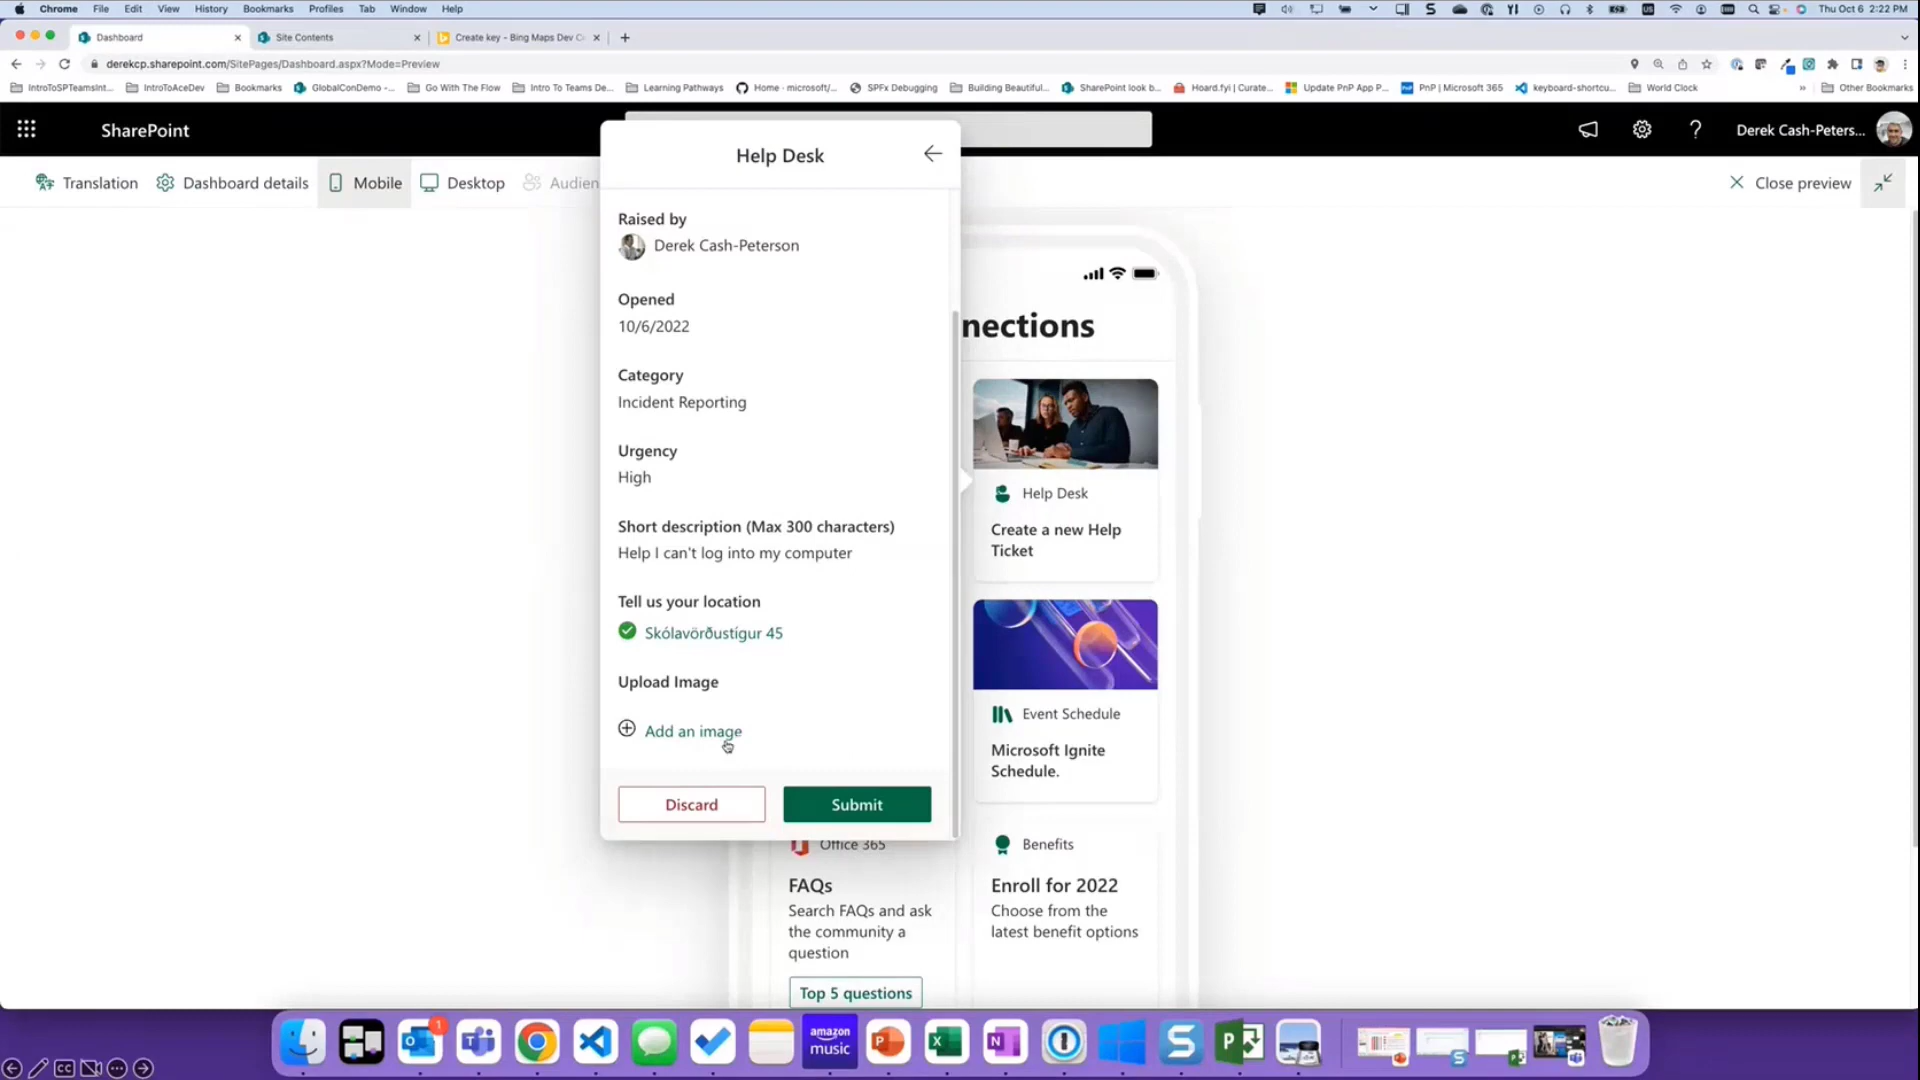 Chrome File Edit View History Bookmarks Profiles Tab Window Help
Thu Oct 6 2:22 PM
Dashboard
Site Contents
Create key - Bing Maps Dev C
derekcp.sharepoint.com/SitePages/Dashboard.aspx?Mode=Preview
IntroToSPTeamsInt... IntroToAceDev Bookmarks GlobalConDemo -... Go With The Flow Intro To Teams De... Learning Pathways Home · microsoft/... SPFx Debugging Building Beautiful... SharePoint look b... Hoard.fyi | Curate... Update PnP App P... PnP | Microsoft 365 keyboard-shortcu... World Clock » Other Bookmarks
SharePoint
Derek Cash-Peters...
Translation
Dashboard details
Mobile
Desktop
Audien
Close preview
Help Desk
Raised by
Derek Cash-Peterson
Opened
10/6/2022
Category
Incident Reporting
Urgency
High
Short description (Max 300 characters)
Help I can't log into my computer
Tell us your location
Skólavörðustígur 45
Upload Image
Add an image
Discard
Submit
nections
Help Desk
Create a new Help
Ticket
Event Schedule
Microsoft Ignite
Schedule.
Office 365
FAQs
Search FAQs and ask
the community a
question
Top 5 questions
Benefits
Enroll for 2022
Choose from the
latest benefit options
1
amazon
music
CC